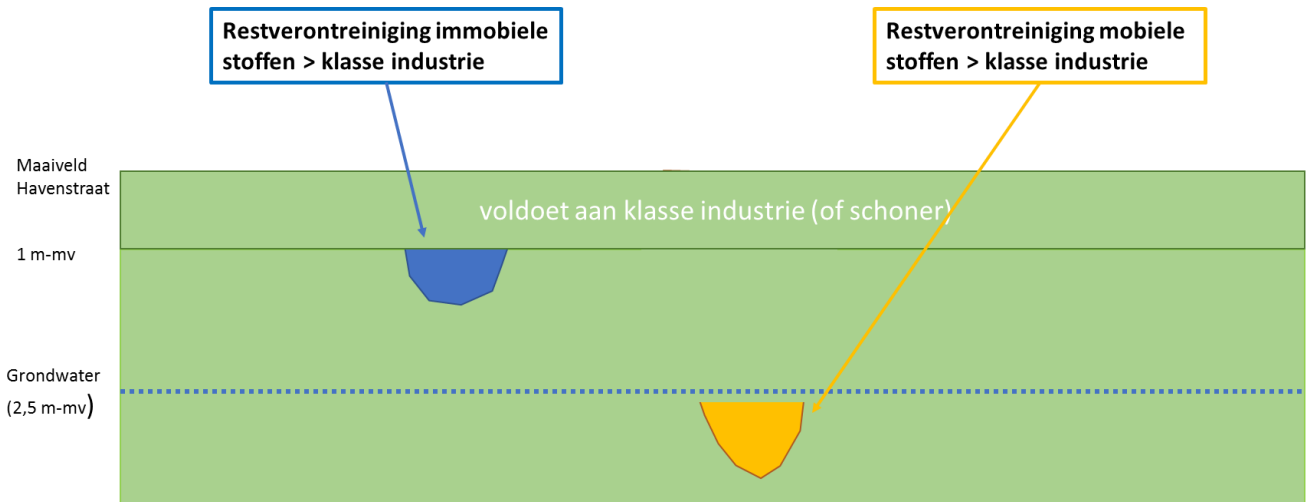 Restverontreiniging immobiele
stoffen > klasse industrie
Restverontreiniging mobiele
stoffen > klasse industrie
Maaiveld
Havenstraat
voldoet aan klasse industrie (of schoner)
1 m-mv
Grondwater
(2,5 m-mv)